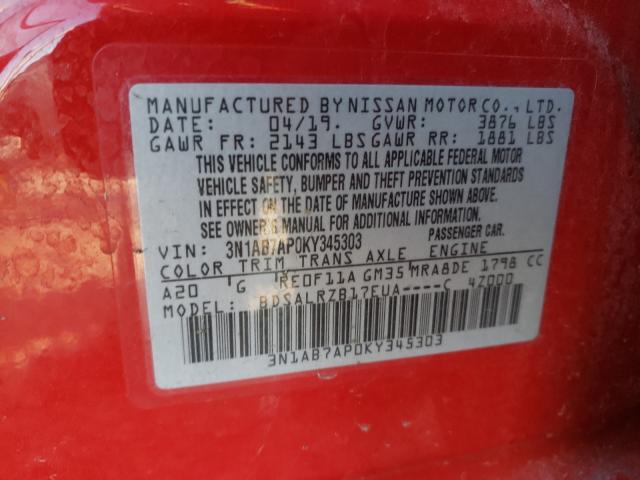 MANUFACTURED BY NISSAN MOTOR CO., LTD.
DATE: 04/19. GVWR: 3876 LBS
GAWR FR: 2143 LBS GAWR RR: 1881 LBS
THIS VEHICLE CONFORMS TO ALL APPLICABLE FEDERAL MOTOR
VEHICLE SAFETY, BUMPER AND THEFT PREVENTION STANDARDS
IN EFFECT ON THE DATE OF MANUFACTURE SHOWN ABOVE.
SEE OWNER'S MANUAL FOR ADDITIONAL INFORMATION.
VIN: 3N1AB7AP0KY345303 PASSENGER CAR.
COLOR TRIM TRANS AXLE ENGINE
A20 G RE0F11A GM35 MRA8DE 1798 CC
MODEL: BDSALRZB17EUA----C 4Z000
3N1AB7AP0KY345303